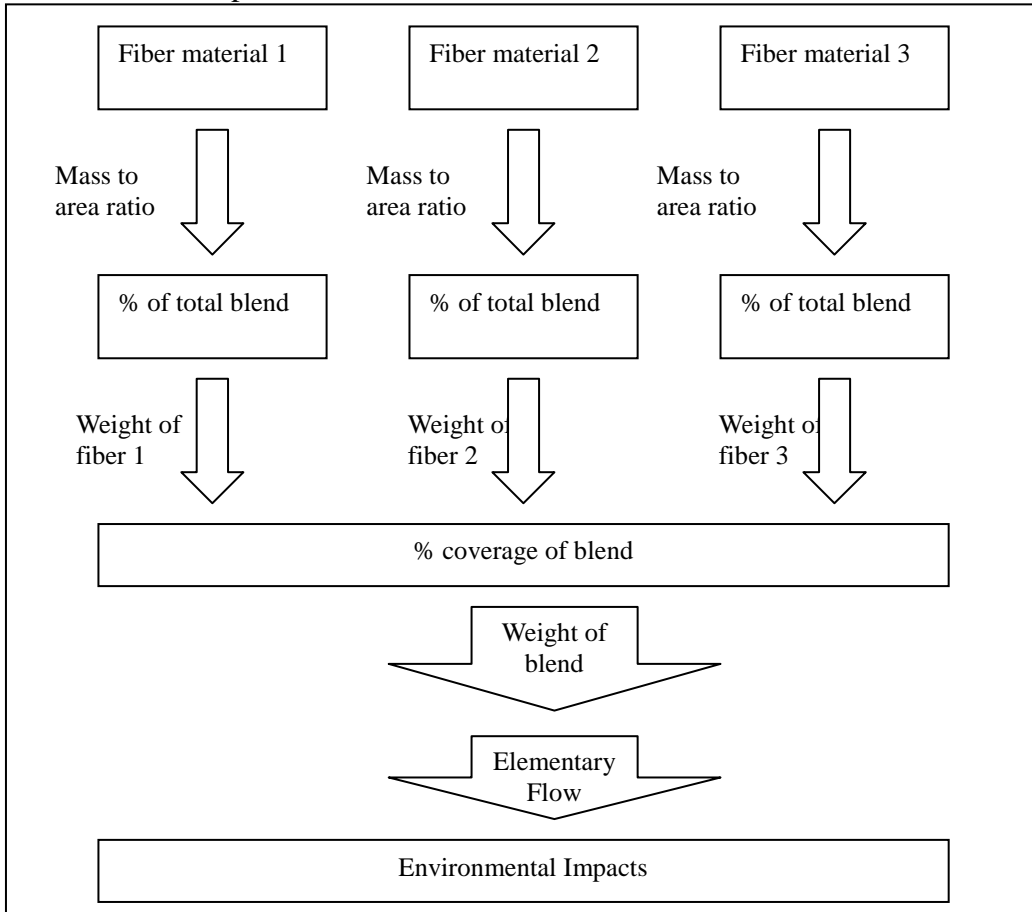 Fiber material 1
Fiber material 2
Fiber material 3
Mass to
area ratio
Mass to
area ratio
Mass to
area ratio
% of total blend
% of total blend
% of total blend
Weight of
fiber 1
Weight of
fiber 2
Weight of
fiber 3
% coverage of blend
Weight of
blend
Elementary
Flow
Environmental Impacts